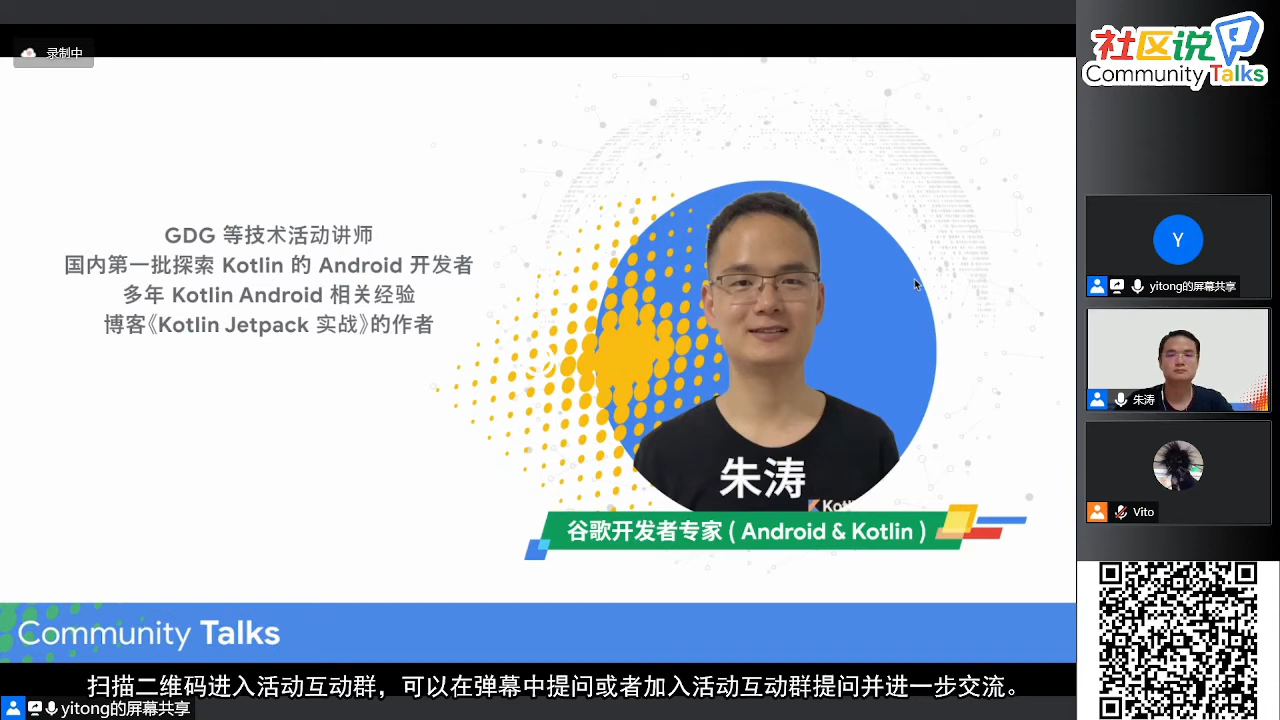 录制中
社区说
Community Talks
GDG 等技术活动讲师
国内第一批探索 Kotlin 的 Android 开发者
多年 Kotlin Android 相关经验
博客《Kotlin Jetpack 实战》的作者
朱涛
谷歌开发者专家 ( Android & Kotlin )
Y
yitong的屏幕共享
朱涛
Vito
Community Talks
扫描二维码进入活动互动群，可以在弹幕中提问或者加入活动互动群提问并进一步交流。
yitong的屏幕共享